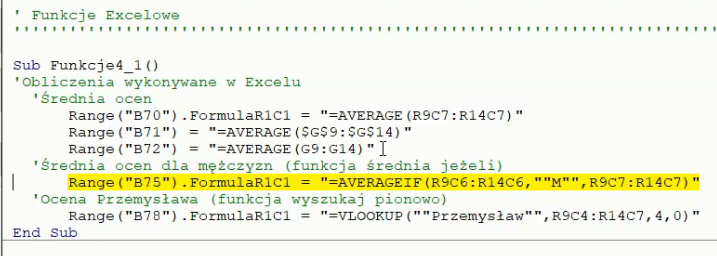 ' Funkcje Excelowe
''''''''''''''''''''''''''''''''''''''''''''''''''''''''''''''''''''''
Sub Funkcje4_1()
'Obliczenia wykonywane w Excelu
'Średnia ocen
Range("B70").FormulaR1C1 = "=AVERAGE(R9C7:R14C7)"
Range("B71") = "=AVERAGE($G$9:$G$14)"
Range("B72") = "=AVERAGE(G9:G14)"
'Średnia ocen dla mężczyzn (funkcja średnia jeżeli)
Range("B75").FormulaR1C1 = "=AVERAGEIF(R9C6:R14C6,""M"",R9C7:R14C7)"
'Ocena Przemysława (funkcja wyszukaj pionowo)
Range("B78").FormulaR1C1 = "=VLOOKUP(""Przemysław"",R9C4:R14C7,4,0)"
End Sub